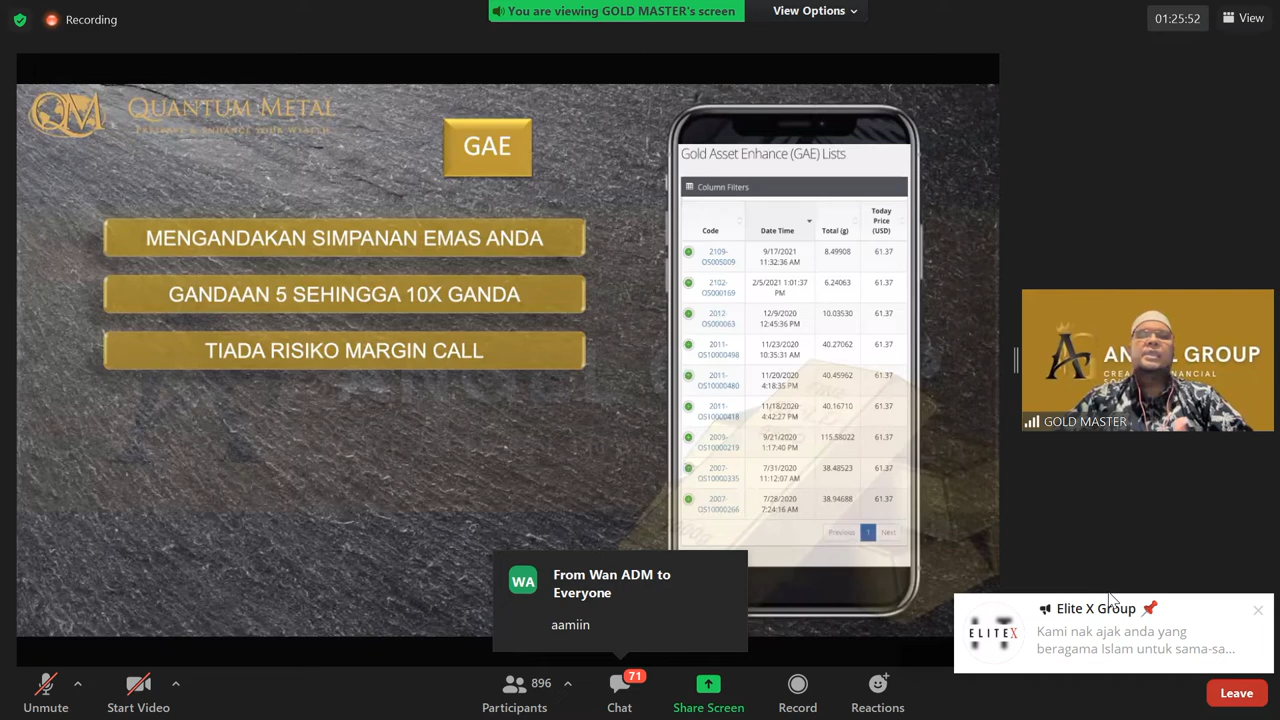 Recording
You are viewing GOLD MASTER's screen
View Options
01:25:52
View
QM
QUANTUM METAL
GAE
MENGANDAKAN SIMPANAN EMAS ANDA
GANDAAN 5 SEHINGGA 10X GANDA
TIADA RISIKO MARGIN CALL
Gold Asset Enhance (GAE) Lists
Column Filters
Code Date Time Total (g) Today Price (USD)
2109-OS005009 9/17/2021 11:32:36 AM 8.49908 61.37
2102-OS000169 2/5/2021 1:01:37 PM 6.24063 61.37
2012-OS000063 12/9/2020 12:45:36 PM 10.03530 61.37
2011-OS10000498 11/23/2020 10:35:31 AM 40.27062 61.37
2011-OS10000480 11/20/2020 4:18:35 PM 40.45962 61.37
2011-OS10000418 11/18/2020 4:42:27 PM 40.16710 61.37
2009-OS10000219 9/21/2020 1:17:40 PM 115.58022 61.37
2007-OS10000335 7/31/2020 11:12:07 AM 38.48523 61.37
2007-OS10000266 7/28/2020 7:24:16 AM 38.94688 61.37
Previous 1 Next
GROUP
GOLD MASTER
WA
From Wan ADM to
Everyone
aamiin
ELITEX
Elite X Group
Kami nak ajak anda yang
beragama Islam untuk sama-sa...
Unmute
Start Video
896
Participants
71
Chat
Share Screen
Record
Reactions
Leave